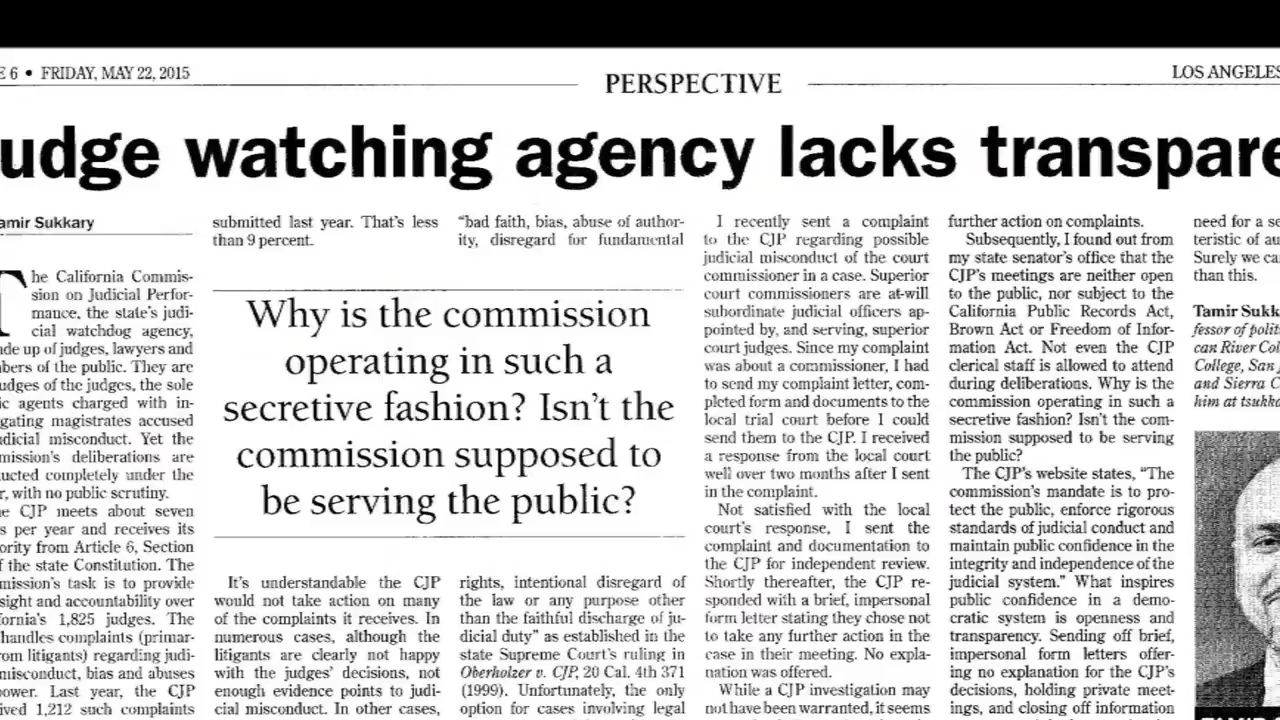 E 6 • FRIDAY, MAY 22, 2015
PERSPECTIVE
LOS ANGELES
udge watching agency lacks transpare
amir Sukkary
The California Commis-
sion on Judicial Perfor-
mance, the state's judi-
cial watchdog agency,
de up of judges, lawyers and
bers of the public. They are
udges of the judges, the sole
ic agents charged with in-
gating magistrates accused
dicial misconduct. Yet the
mission's deliberations are
ucted completely under the
r, with no public scrutiny.
e CJP meets about seven
s per year and receives its
ority from Article 6, Section
f the state Constitution. The
mission's task is to provide
sight and accountability over
fornia's 1,825 judges. The
handles complaints (primar-
om litigants) regarding judi-
misconduct, bias and abuses
ower. Last year, the CJP
ived 1,212 such complaints
submitted last year. That's less
than 9 percent.
"bad faith, bias, abuse of author-
ity, disregard for fundamental
Why is the commission
operating in such a
secretive fashion? Isn't the
commission supposed to
be serving the public?
It's understandable the CJP
would not take action on many
of the complaints it receives. In
numerous cases, although the
litigants are clearly not happy
with the judges' decisions, not
enough evidence points to judi-
cial misconduct. In other cases,
rights, intentional disregard of
the law or any purpose other
than the faithful discharge of ju-
dicial duty" as established in the
state Supreme Court's ruling in
Oberholzer v. CJP, 20 Cal. 4th 371
(1999). Unfortunately, the only
ption for cases involving legal
I recently sent a complaint
to the CJP regarding possible
judicial misconduct of the court
commissioner in a case. Superior
court commissioners are at-will
subordinate judicial officers ap-
pointed by, and serving, superior
court judges. Since my complaint
was about a commissioner, I had
to send my complaint letter, com-
pleted form and documents to the
local trial court before I could
send them to the CJP. I received
a response from the local court
well over two months after I sent
in the complaint.
Not satisfied with the local
court's response, I sent the
complaint and documentation to
the CJP for independent review.
Shortly thereafter, the CJP re-
sponded with a brief, impersonal
form letter stating they chose not
to take any further action in the
case in their meeting. No expla-
nation was offered.
While a CJP investigation may
not have been warranted, it seems
further action on complaints.
Subsequently, I found out from
my state senator's office that the
CJP's meetings are neither open
to the public, nor subject to the
California Public Records Act,
Brown Act or Freedom of Infor-
mation Act. Not even the CJP
clerical staff is allowed to attend
during deliberations. Why is the
commission operating in such a
secretive fashion? Isn't the com-
mission supposed to be serving
the public?
The CJP's website states, "The
commission's mandate is to pro-
tect the public, enforce rigorous
standards of judicial conduct and
maintain public confidence in the
integrity and independence of the
judicial system." What inspires
public confidence in a demo-
cratic system is openness and
transparency. Sending off brief,
impersonal form letters offer-
ing no explanation for the CJP's
decisions, holding private meet-
ings, and closing off information
need for a se
teristic of au
Surely we ca
than this.
Tamir Sukk
fessor of polit
can River Col
College, San J
and Sierra C
him at tsukka